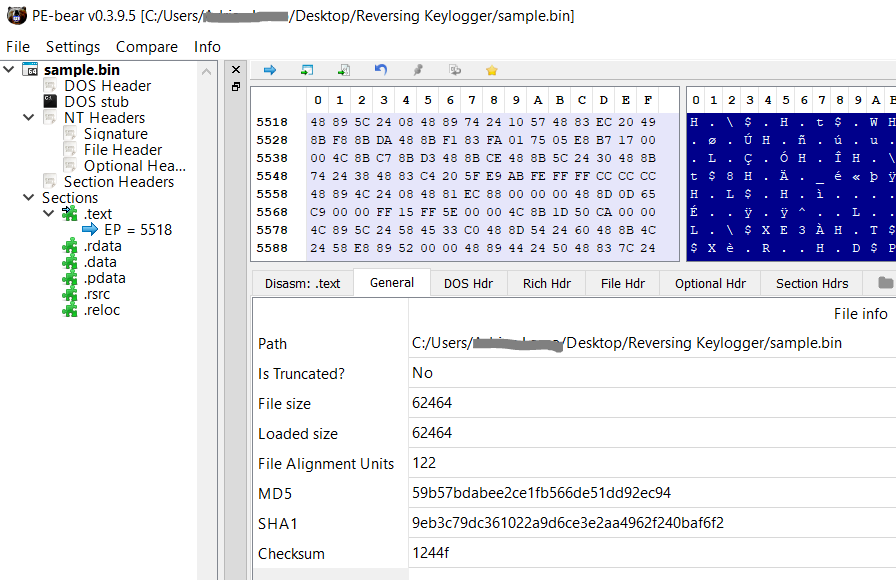 PE-bear v0.3.9.5 [C:/Users/ /Desktop/Reversing Keylogger/sample.bin]
File Settings Compare Info
sample.bin
DOS Header
DOS stub
NT Headers
Signature
File Header
Optional Hea...
Section Headers
Sections
.text
EP = 5518
.rdata
.data
.pdata
.rsrc
.reloc
0 1 2 3 4 5 6 7 8 9 A B C D E F
5518 48 89 5C 24 08 48 89 74 24 10 57 48 83 EC 20 49
5528 8B F8 8B DA 48 8B F1 83 FA 01 75 05 E8 B7 17 00
5538 00 4C 8B C7 8B D3 48 8B CE 48 8B 5C 24 30 48 8B
5548 74 24 38 48 83 C4 20 5F E9 AB FE FF FF CC CC CC
5558 48 89 4C 24 08 48 81 EC 88 00 00 00 48 8D 0D 65
5568 C9 00 00 FF 15 FF 5E 00 00 4C 8B 1D 50 CA 00 00
5578 4C 89 5C 24 58 45 33 C0 48 8D 54 24 60 48 8B 4C
5588 24 58 E8 89 52 00 00 48 89 44 24 50 48 83 7C 24
0 1 2 3 4 5 6 7 8 9 A B
H . \ $ . H . t $ . W H
. ø . Ú H . ñ . ú . u .
. L . Ç . Ó H . Î H . \
t $ 8 H . Ä . _ é « þ ÿ
H . L $ . H . ì . . . .
É . . ÿ . ÿ ^ . . L . .
L . \ $ X E 3 À H . T $
$ X è . R . . H . D $ P
Disasm: .text General DOS Hdr Rich Hdr File Hdr Optional Hdr Section Hdrs
File info
Path C:/Users/ /Desktop/Reversing Keylogger/sample.bin
Is Truncated? No
File size 62464
Loaded size 62464
File Alignment Units 122
MD5 59b57bdabee2ce1fb566de51dd92ec94
SHA1 9eb3c79dc361022a9d6ce3e2aa4962f240baf6f2
Checksum 1244f